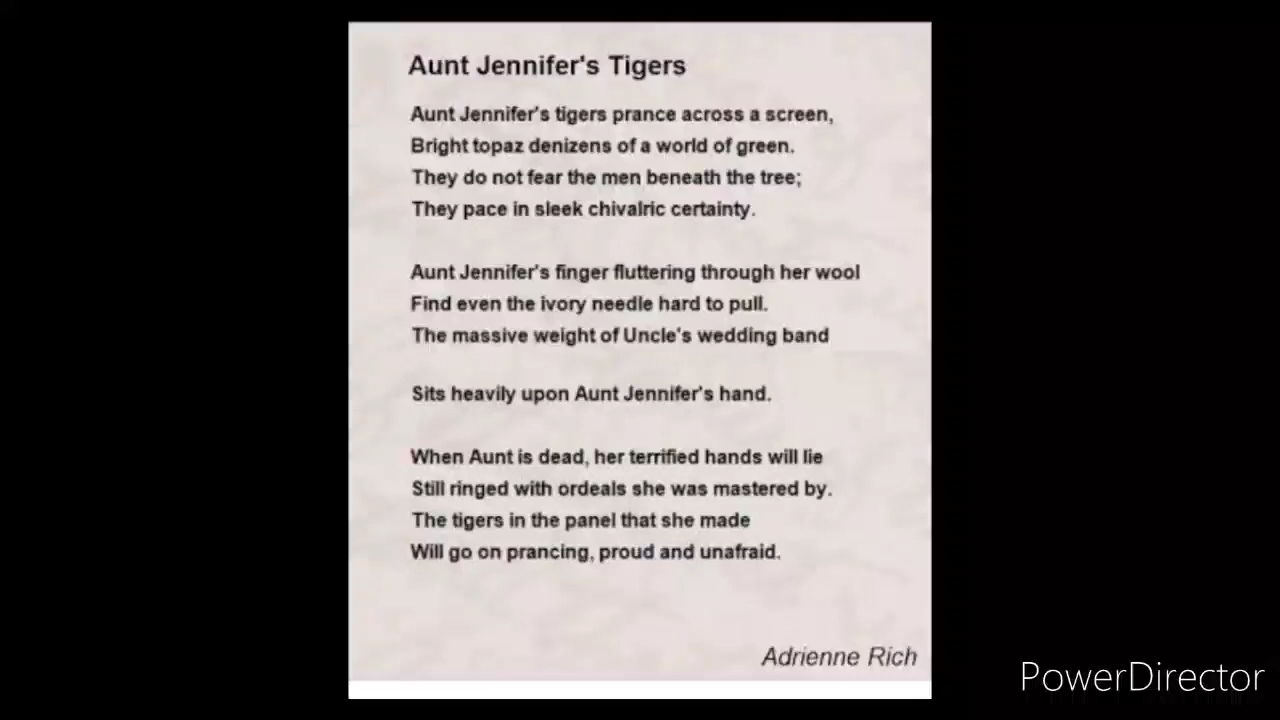 Aunt Jennifer's Tigers
Aunt Jennifer's tigers prance across a screen,
Bright topaz denizens of a world of green.
They do not fear the men beneath the tree;
They pace in sleek chivalric certainty.
Aunt Jennifer's finger fluttering through her wool
Find even the ivory needle hard to pull.
The massive weight of Uncle's wedding band
Sits heavily upon Aunt Jennifer's hand.
When Aunt is dead, her terrified hands will lie
Still ringed with ordeals she was mastered by.
The tigers in the panel that she made
Will go on prancing, proud and unafraid.
Adrienne Rich
PowerDirector